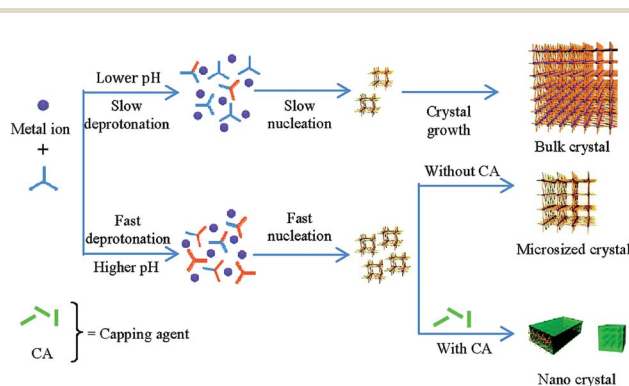 Metal ion
+
Lower pH
Slow
deprotonation
Slow
nucleation
Crystal
growth
Bulk crystal
Fast
deprotonation
Higher pH
Fast
nucleation
Without CA
Microsized crystal
With CA
Nano crystal
CA
= Capping agent